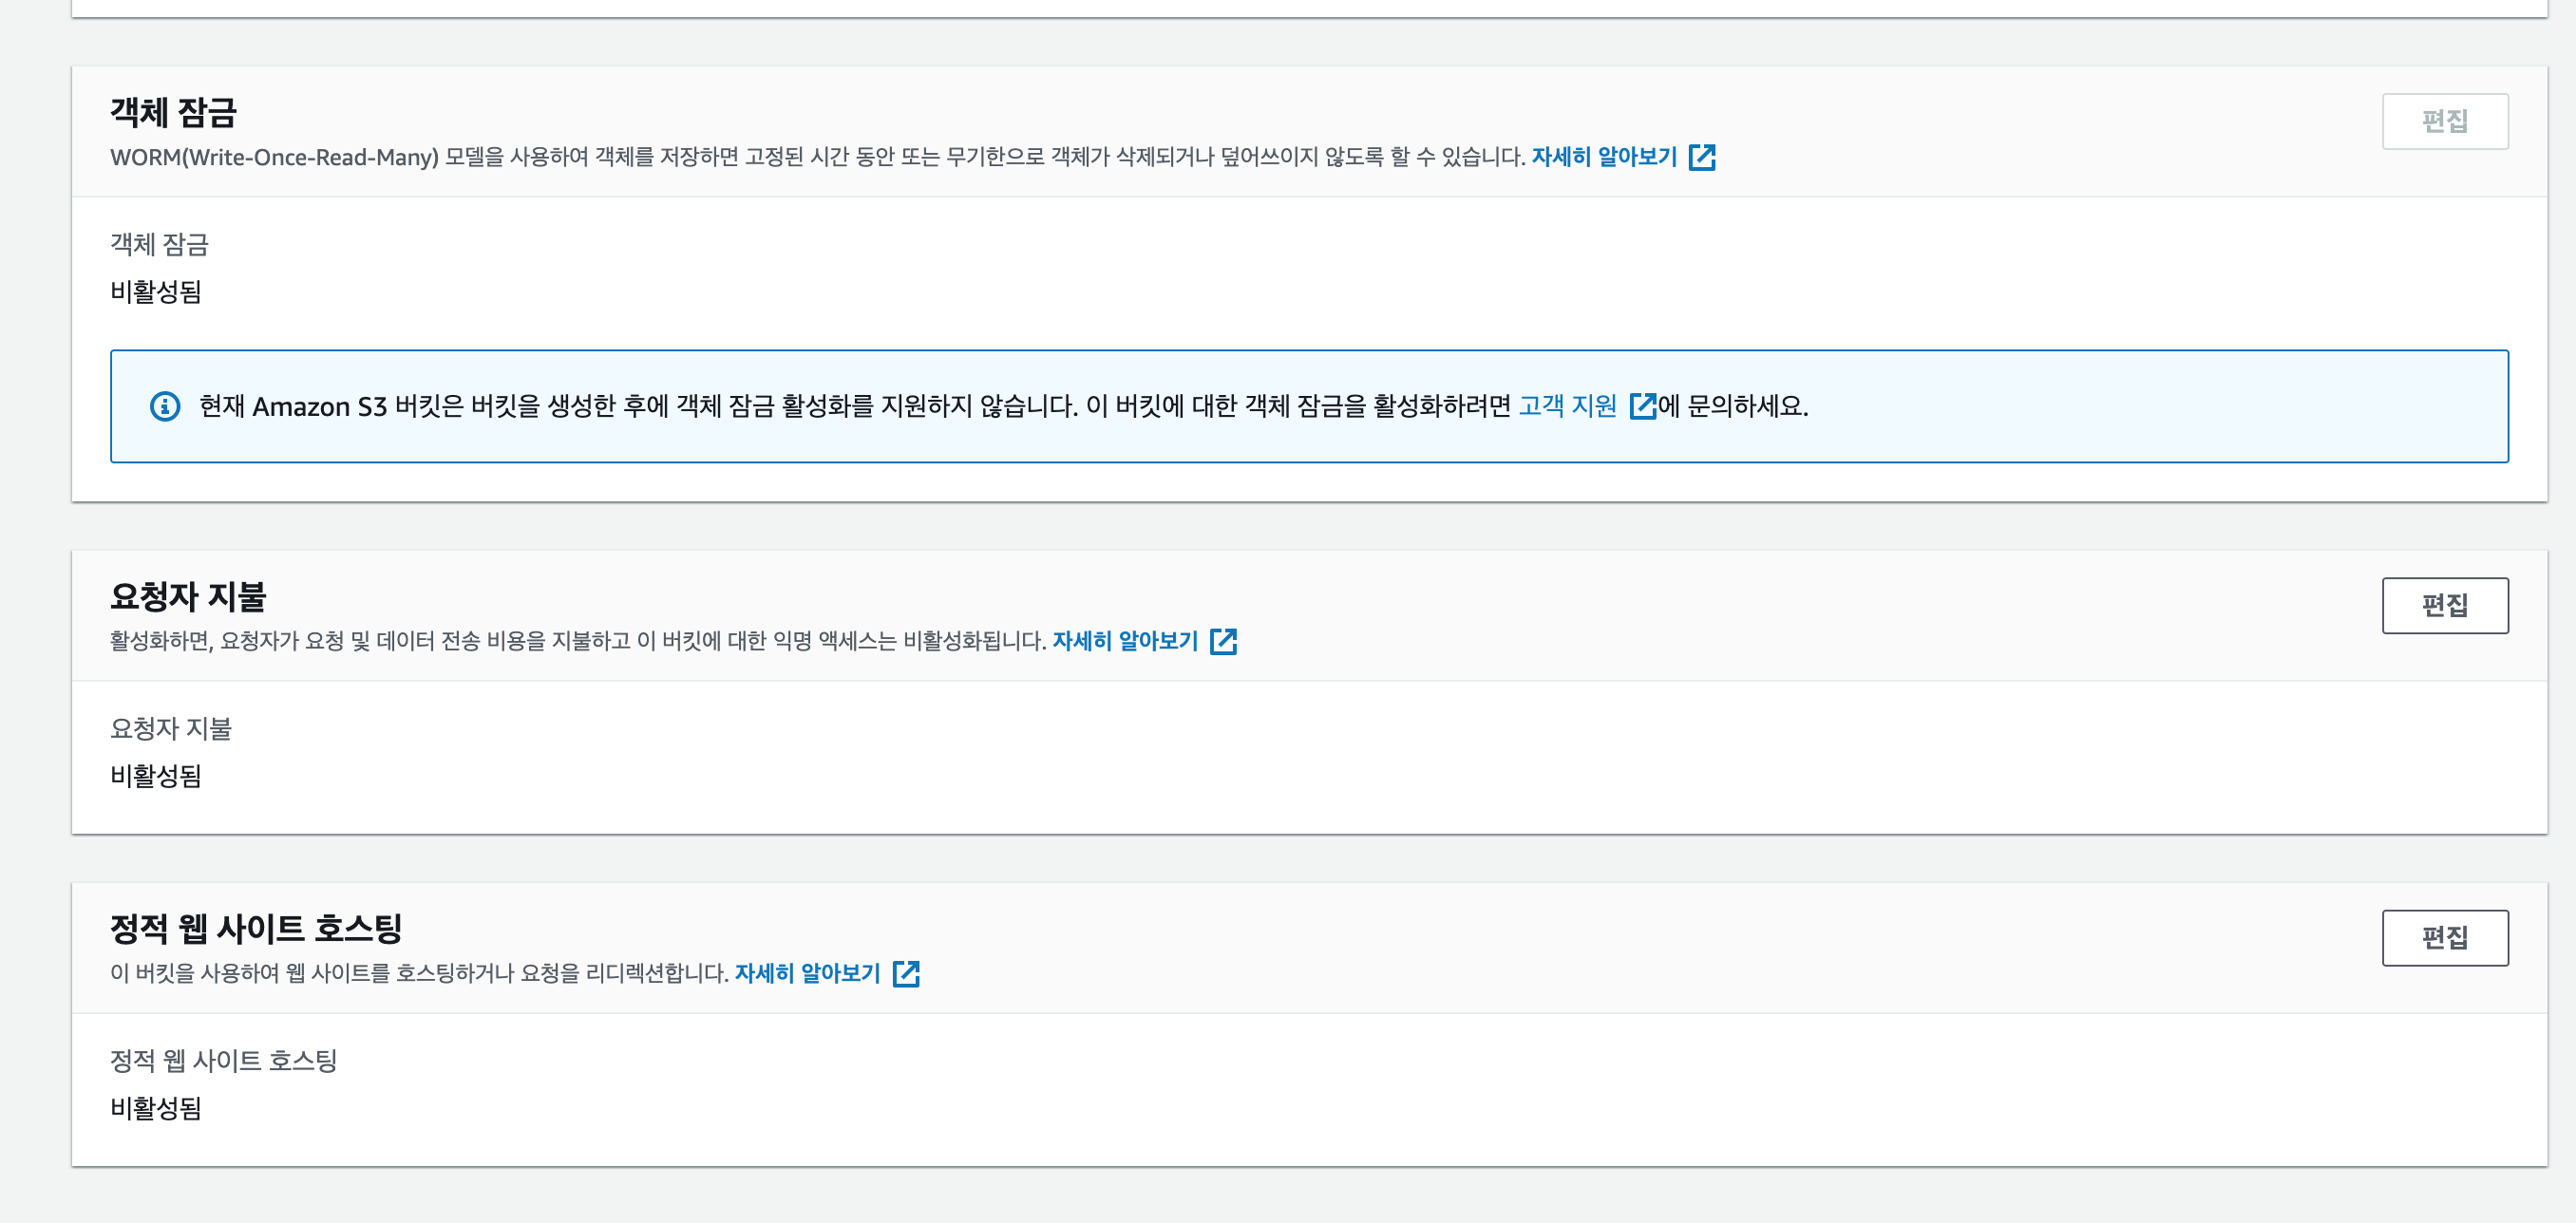 객체 잠금
편집
WORM(Write-Once-Read-Many) 모델을 사용하여 객체를 저장하면 고정된 시간 동안 또는 무기한으로 객체가 삭제되거나 덮어쓰이지 않도록 할 수 있습니다. 자세히 알아보기
객체 잠금
비활성됨
현재 Amazon S3 버킷은 버킷을 생성한 후에 객체 잠금 활성화를 지원하지 않습니다. 이 버킷에 대한 객체 잠금을 활성화하려면 고객 지원 에 문의하세요.
요청자 지불
편집
활성화하면, 요청자가 요청 및 데이터 전송 비용을 지불하고 이 버킷에 대한 익명 액세스는 비활성화됩니다. 자세히 알아보기
요청자 지불
비활성됨
정적 웹 사이트 호스팅
편집
이 버킷을 사용하여 웹 사이트를 호스팅하거나 요청을 리디렉션합니다. 자세히 알아보기
정적 웹 사이트 호스팅
비활성됨